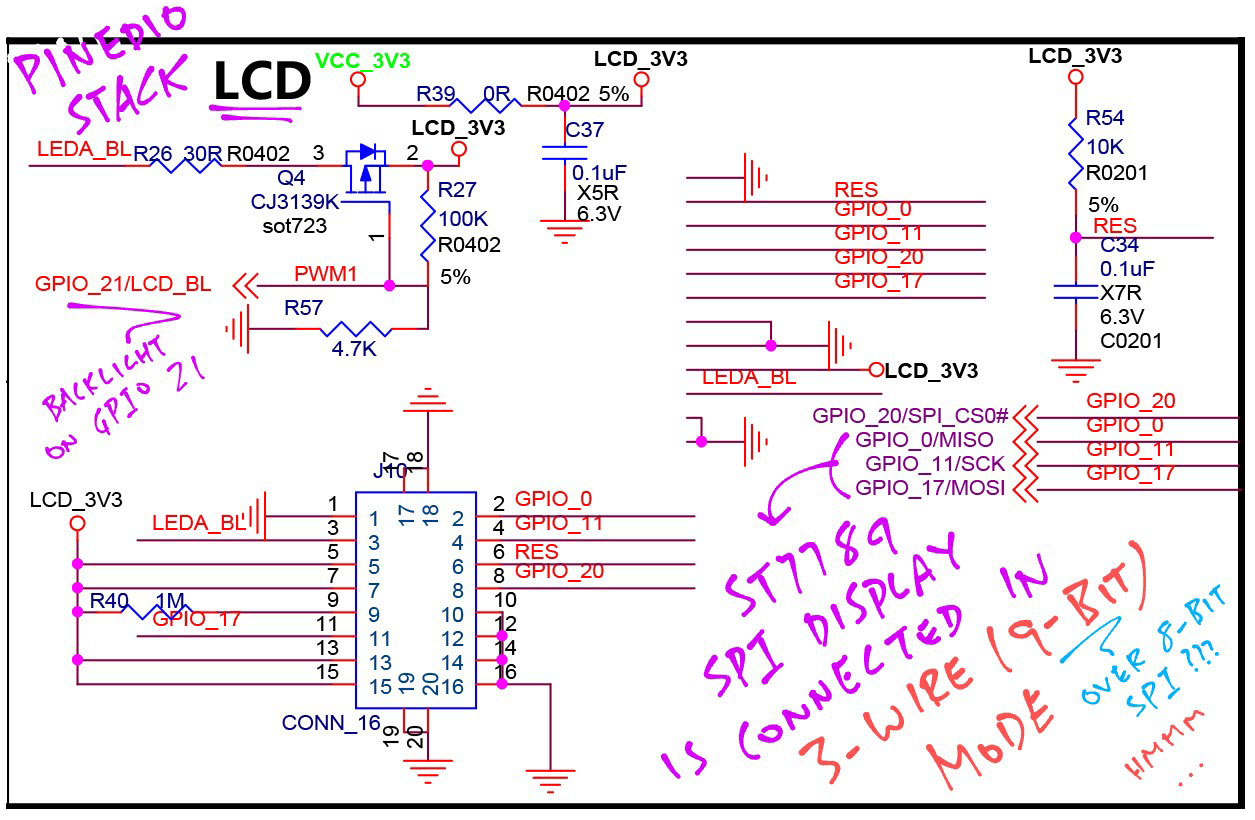 PINEDIO
STACK
LCD
VCC_3V3
R39 0R R0402 5%
LCD_3V3
C37
0.1uF
X5R
6.3V
LEDA_BL
R26 30R R0402
3
2
LCD_3V3
Q4
CJ3139K
sot723
1
R27
100K
R0402
5%
GPIO_21/LCD_BL
PWM1
R57
4.7K
BACKLIGHT
ON GPIO 21
RES
GPIO_0
GPIO_11
GPIO_20
GPIO_17
LCD_3V3
LEDA_BL
LCD_3V3
R54
10K
R0201
5%
RES
C34
0.1uF
X7R
6.3V
C0201
GPIO_20/SPI_CS0# GPIO_20
GPIO_0/MISO GPIO_0
GPIO_11/SCK GPIO_11
GPIO_17/MOSI GPIO_17
LCD_3V3
J10
17 18
17 18
LEDA_BL
1 1 2 2 GPIO_0
3 3 4 4 GPIO_11
5 5 6 6 RES
7 7 8 8 GPIO_20
R40 1M
GPIO_17
9 9 10 10
11 11 12 12
13 13 14 14
15 15 16 16
19 20
CONN_16
19 20
ST7789
SPI DISPLAY
IS CONNECTED IN
3-WIRE (9-BIT)
MODE
OVER 8-BIT
SPI ???
HMMM
...